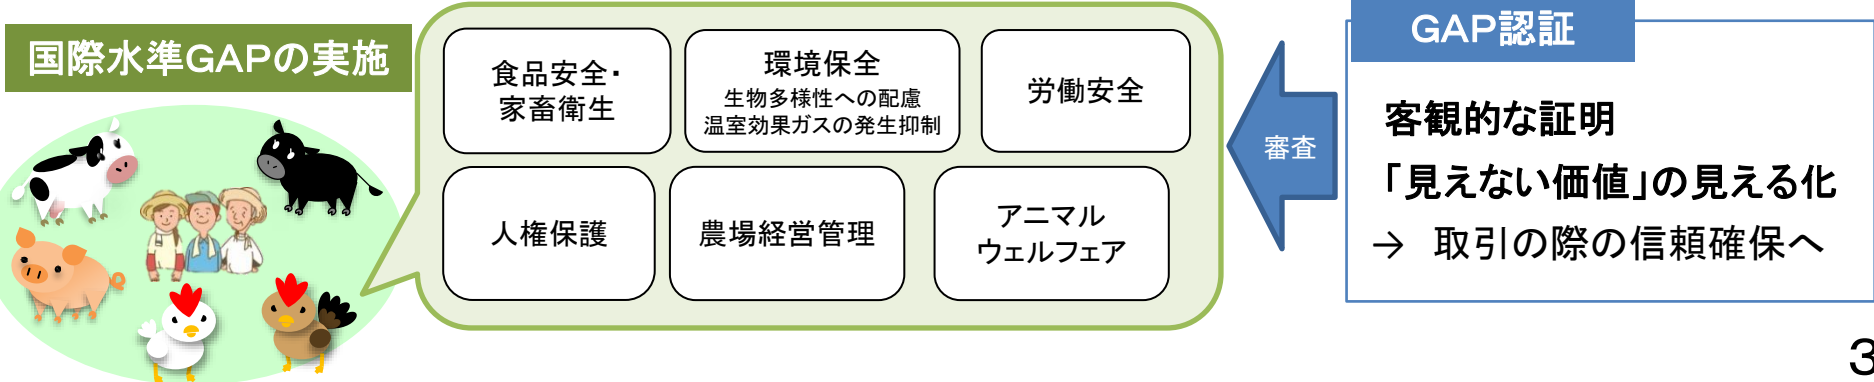 国際水準GAPの実施
食品安全・
家畜衛生
環境保全
生物多様性への配慮
温室効果ガスの発生抑制
労働安全
人権保護
農場経営管理
アニマル
ウェルフェア
審査
GAP認証
客観的な証明
「見えない価値」の見える化
→ 取引の際の信頼確保へ
3